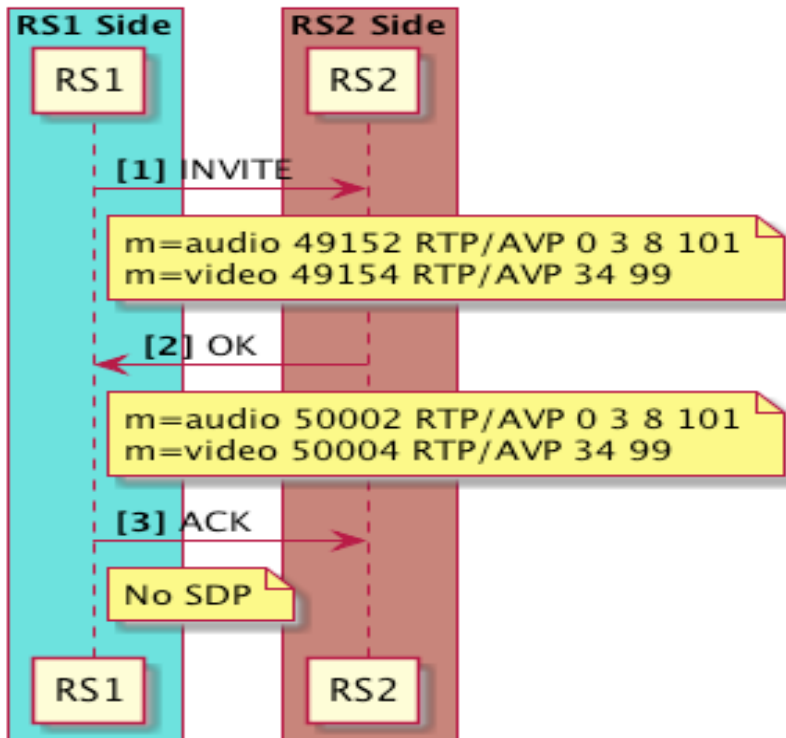 RS1 Side RS2 Side
RS1 RS2
[1] INVITE
m=audio 49152 RTP/AVP 0 3 8 101
m=video 49154 RTP/AVP 34 99
[2] OK
m=audio 50002 RTP/AVP 0 3 8 101
m=video 50004 RTP/AVP 34 99
[3] ACK
No SDP
RS1 RS2